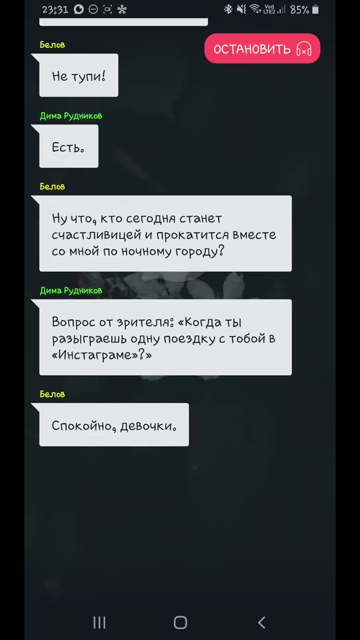 23:31
Vo)) LTE2 85%
Белов
ОСТАНОВИТЬ
Не тупи!
Дима Рудников
Есть.
Белов
Ну что, кто сегодня станет
счастливицей и прокатится вместе
со мной по ночному городу?
Дима Рудников
Вопрос от зрителя: «Когда ты
разыграешь одну поездку с тобой в
«Инстаграме»?»
Белов
Спокойно, девочки.